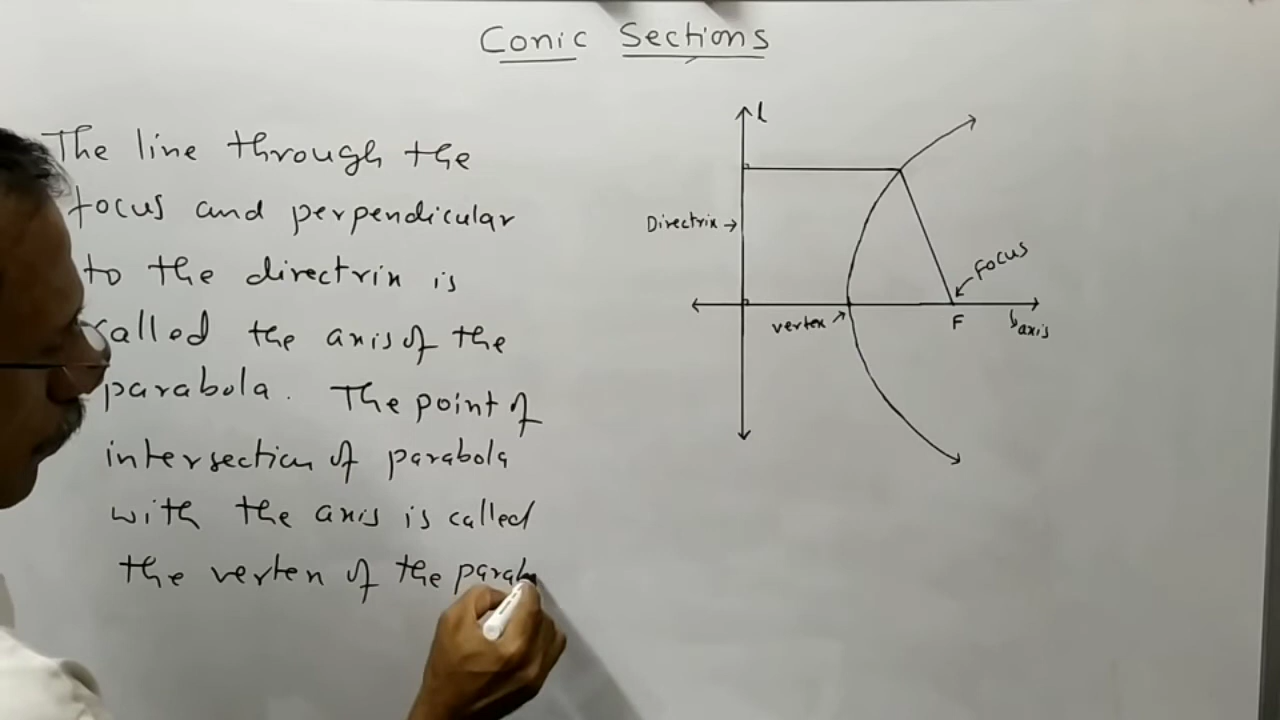 Conic Sections
The line through the
focus and perpendicular
to the directrix is
called the axis of the
parabola. The point of
intersection of parabola
with the axis is called
the vertex of the parab
l
Directrix
Focus
vertex
F
axis